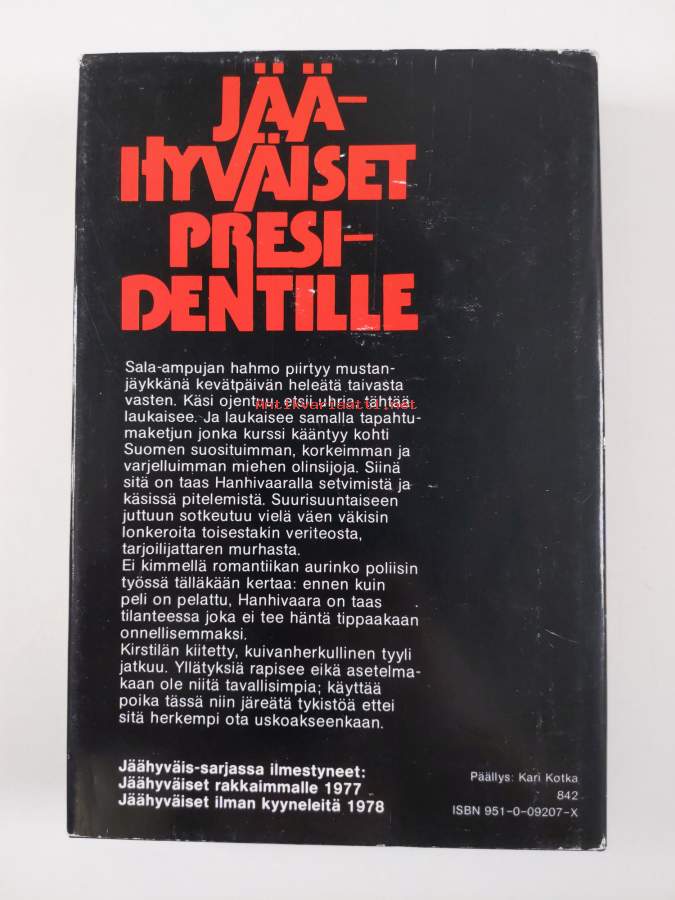 JÄÄ-
HYVÄISET
PRESI-
DENTILLE
Sala-ampujan hahmo piirtyy mustan-
jäykkänä kevätpäivän heleätä taivasta
vasten. Käsi ojentuu, etsii uhria, tähtää,
Antikvariaatti.net
laukaisee. Ja laukaisee samalla tapahtu-
maketjun jonka kurssi kääntyy kohti
Suomen suosituimman, korkeimman ja
varjelluimman miehen olinsijoja. Siinä
sitä on taas Hanhivaaralla setvimistä ja
käsissä pitelemistä. Suurisuuntaiseen
juttuun sotkeutuu vielä väen väkisin
lonkeroita toisestakin veriteosta,
tarjoilijattaren murhasta.
Ei kimmellä romantiikan aurinko poliisin
työssä tälläkään kertaa: ennen kuin
peli on pelattu, Hanhivaara on taas
tilanteessa joka ei tee häntä tippaakaan
onnellisemmaksi.
Kirstilän kiitetty, kuivanherkullinen tyyli
jatkuu. Yllätyksiä rapisee eikä asetelma-
kaan ole niitä tavallisimpia; käyttää
poika tässä niin järeätä tykistöä ettei
sitä herkempi ota uskoakseenkaan.
Jäähyväis-sarjassa ilmestyneet:
Jäähyväiset rakkaimmalle 1977
Jäähyväiset ilman kyyneleitä 1978
Päällys: Kari Kotka
842
ISBN 951-0-09207-X